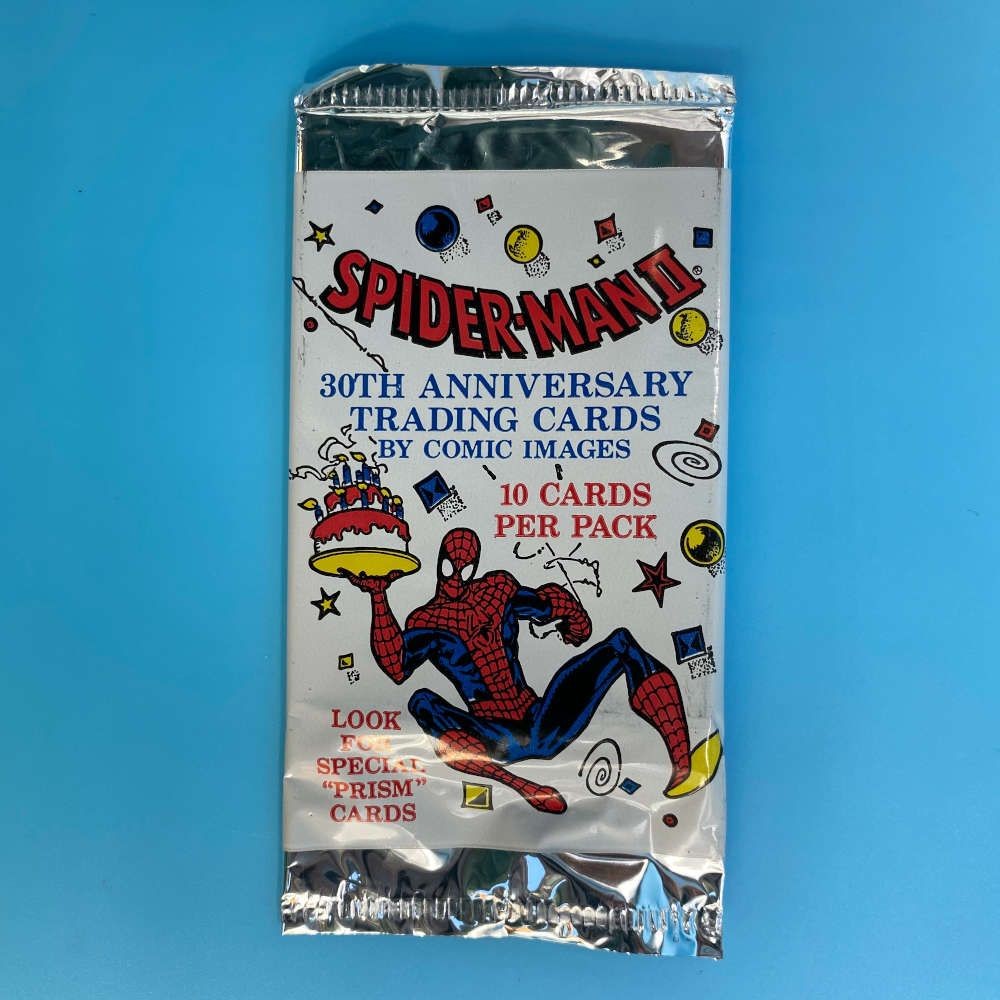 SPIDER-MAN II®
30TH ANNIVERSARY
TRADING CARDS
BY COMIC IMAGES
10 CARDS
PER PACK
LOOK
FOR
SPECIAL
"PRISM"
CARDS